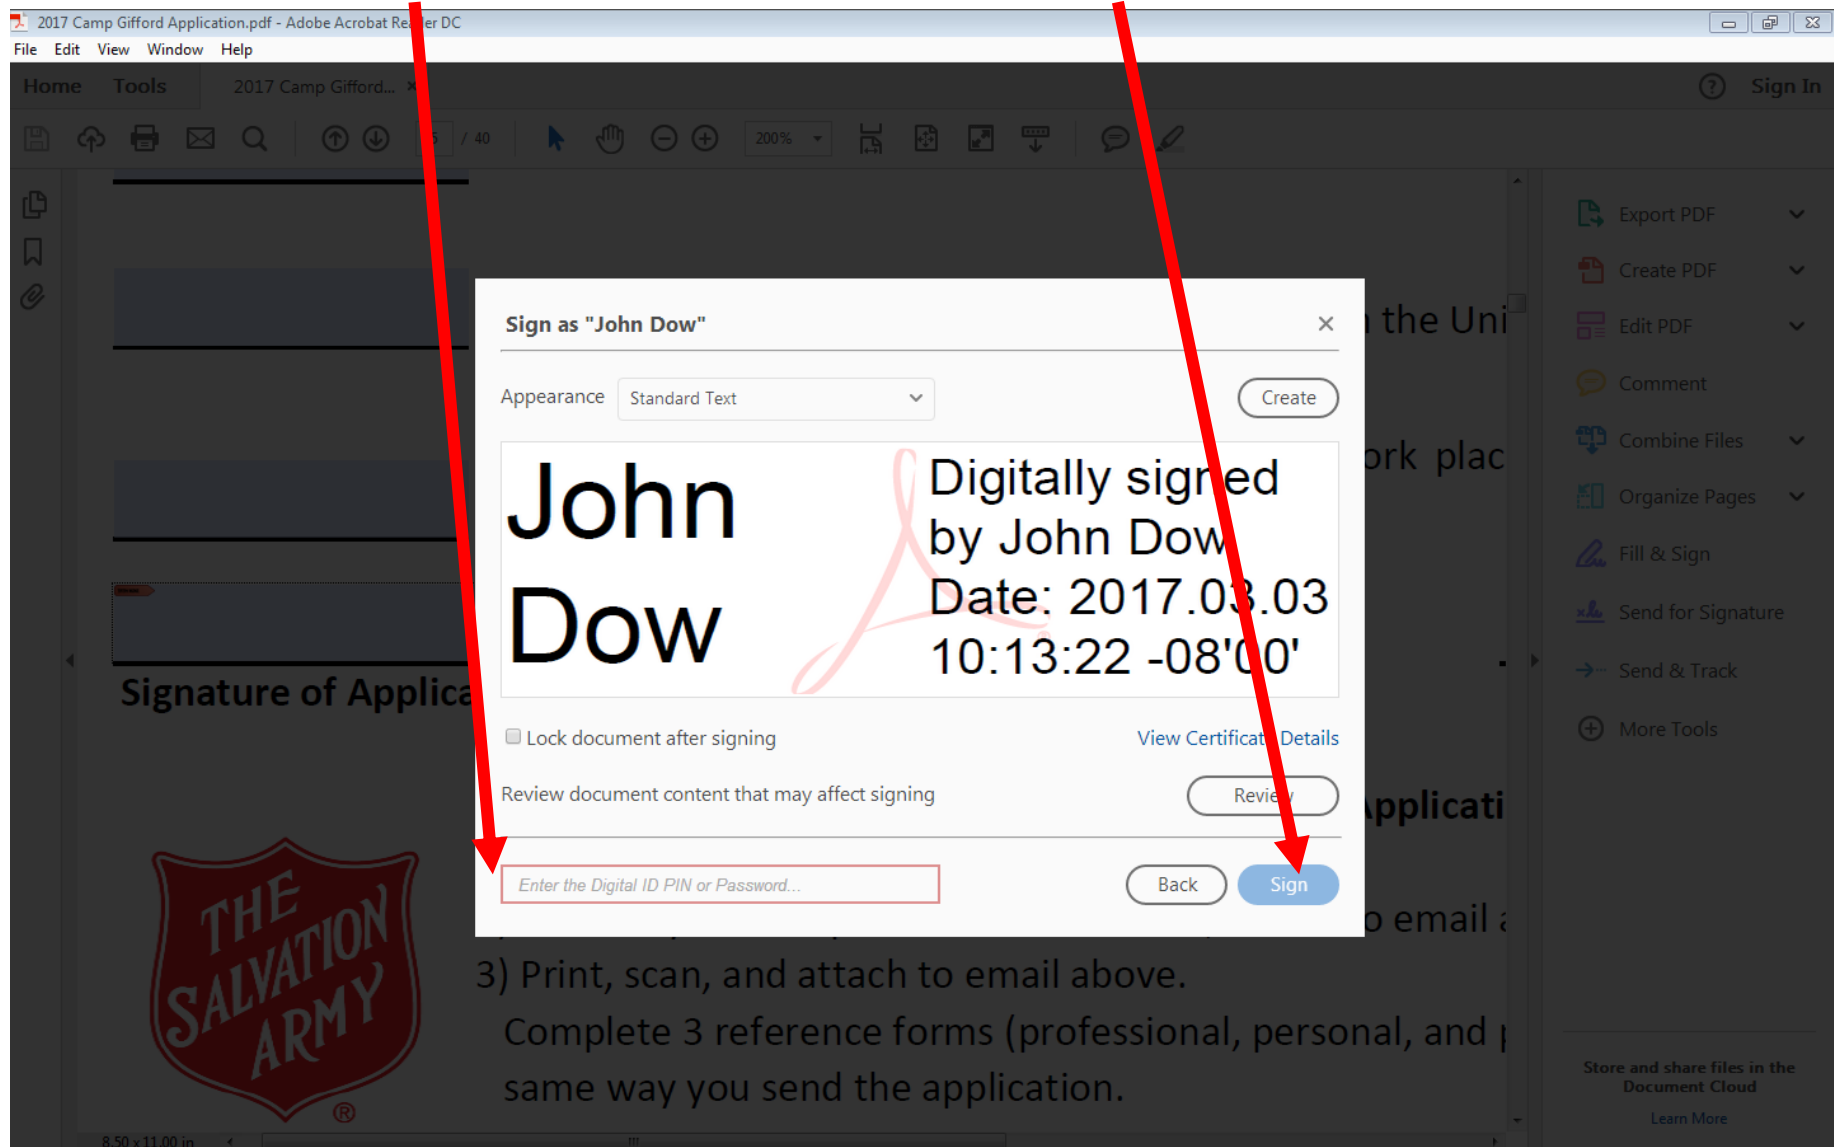 2017 Camp Gifford Application.pdf - Adobe Acrobat Reader DC
File Edit View Window Help
Home Tools 2017 Camp Gifford... × Sign In
/ 40 200%
Export PDF
Create PDF
Edit PDF
Comment
Combine Files
Organize Pages
Fill & Sign
Send for Signature
Send & Track
More Tools
the Uni
ork plac
Signature of Applica
Applicati
Sign as "John Dow"
Appearance Standard Text Create
John
Dow
Digitally signed
by John Dow
Date: 2017.03.03
10:13:22 -08'00'
Lock document after signing View Certificate Details
Review document content that may affect signing Review
Enter the Digital ID PIN or Password... Back Sign
o email a
3) Print, scan, and attach to email above.
Complete 3 reference forms (professional, personal, and p
same way you send the application.
THE
SALVATION
ARMY
®
Store and share files in the
Document Cloud
Learn More
8.50 x 11.00 in